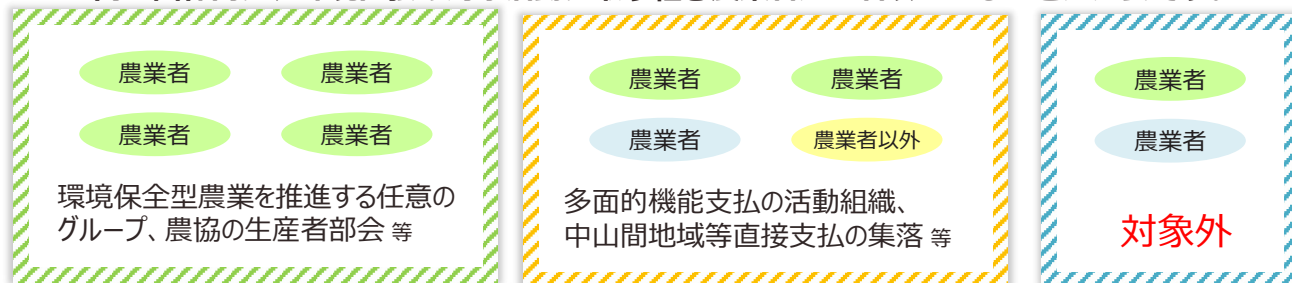 農業者 農業者
農業者 農業者
環境保全型農業を推進する任意の
グループ、農協の生産者部会 等
農業者 農業者
農業者 農業者以外
多面的機能支払の活動組織、
中山間地域等直接支払の集落 等
農業者
農業者
対象外